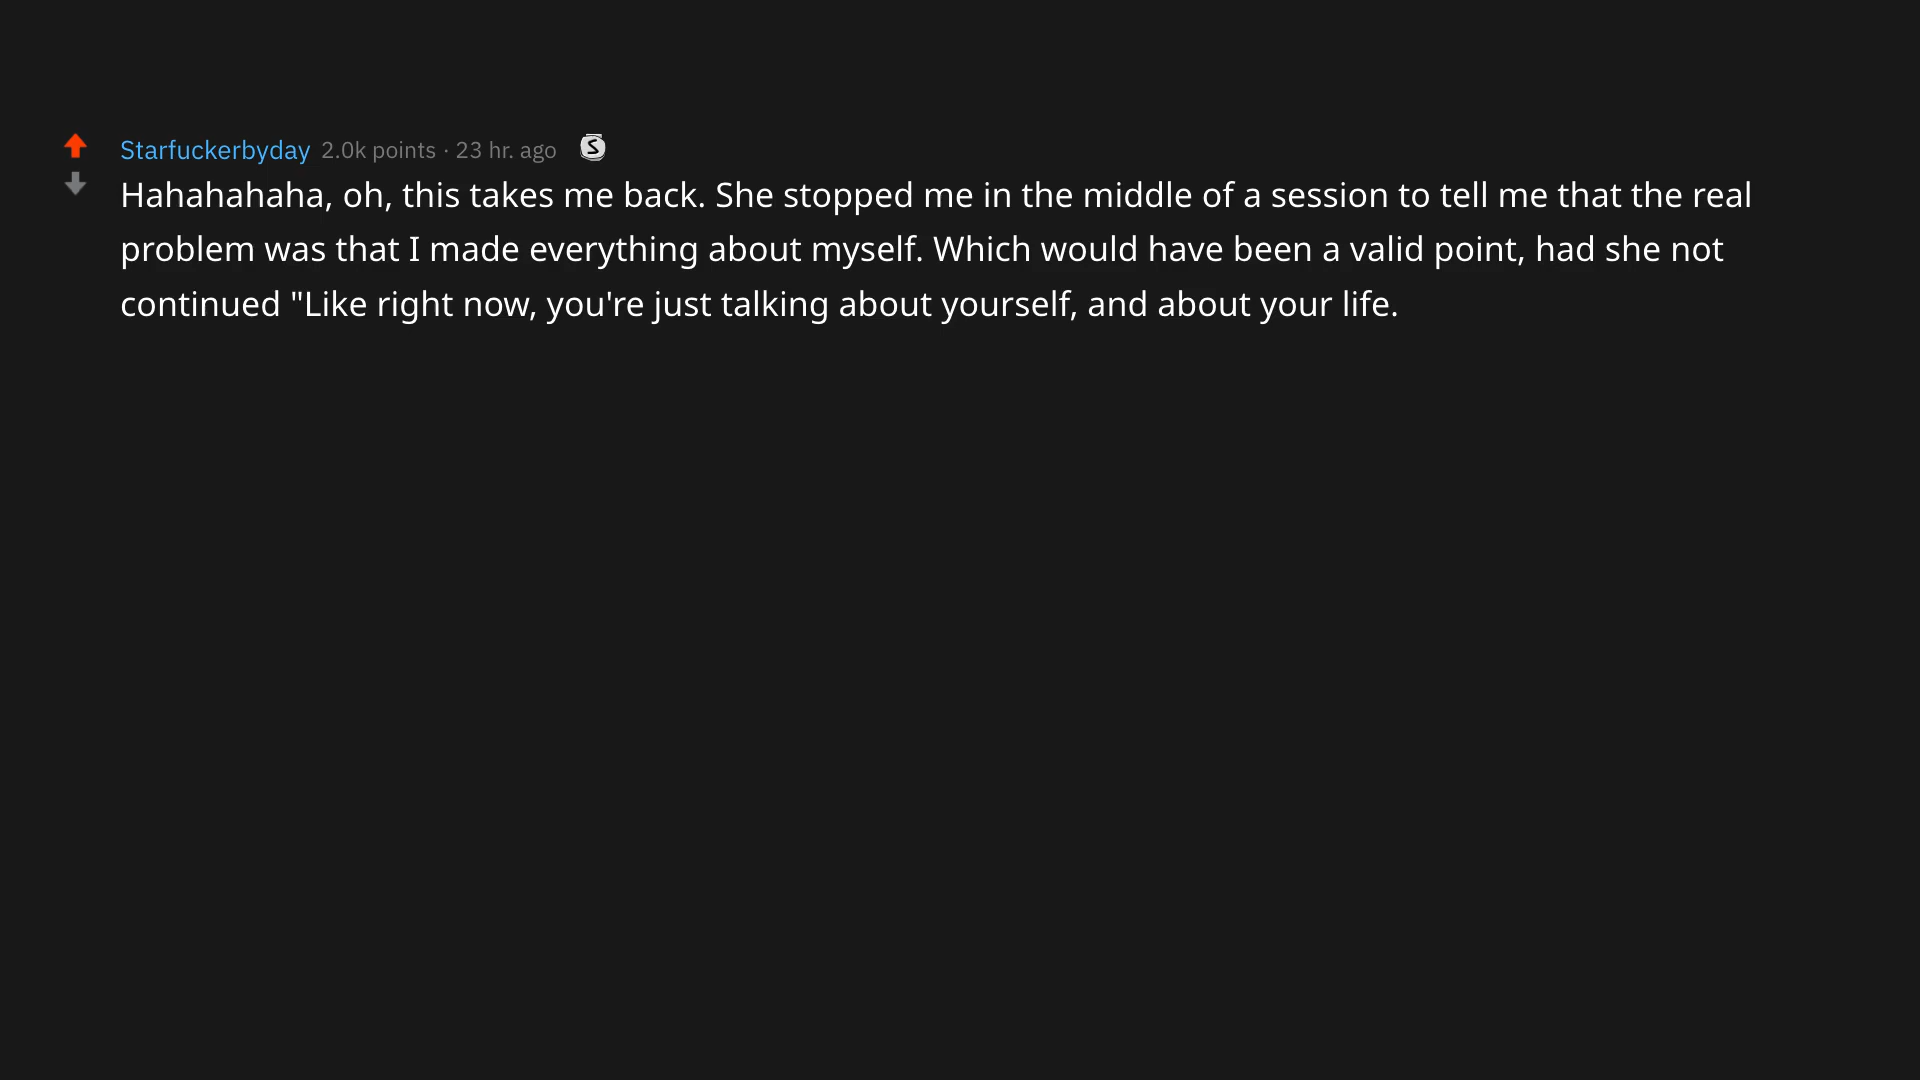 Starfuckerbyday 2.0k points · 23 hr. ago S
Hahahahaha, oh, this takes me back. She stopped me in the middle of a session to tell me that the real
problem was that I made everything about myself. Which would have been a valid point, had she not
continued "Like right now, you're just talking about yourself, and about your life.